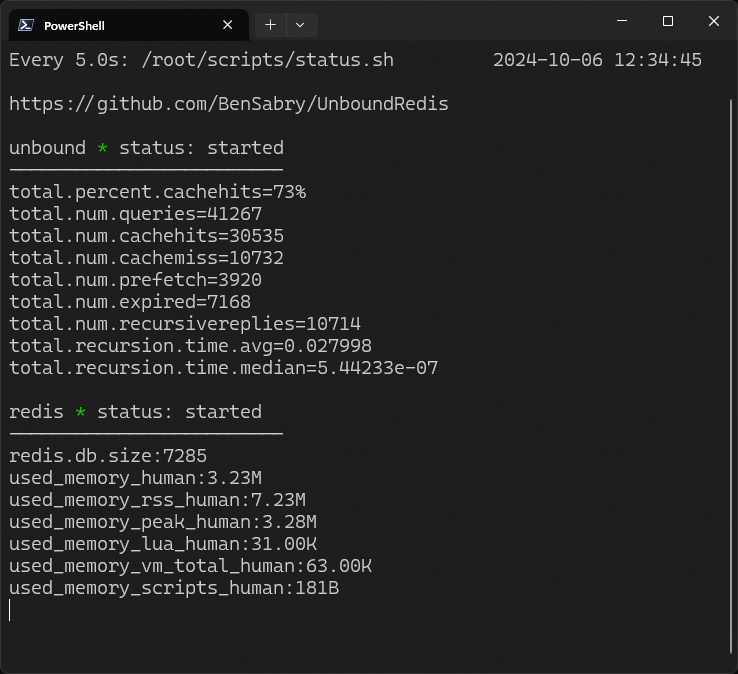 PowerShell
Every 5.0s: /root/scripts/status.sh 2024-10-06 12:34:45
https://github.com/BenSabry/UnboundRedis
unbound * status: started
-------------------------
total.percent.cachehits=73%
total.num.queries=41267
total.num.cachehits=30535
total.num.cachemiss=10732
total.num.prefetch=3920
total.num.expired=7168
total.num.recursivereplies=10714
total.recursion.time.avg=0.027998
total.recursion.time.median=5.44233e-07
redis * status: started
-------------------------
redis.db.size:7285
used_memory_human:3.23M
used_memory_rss_human:7.23M
used_memory_peak_human:3.28M
used_memory_lua_human:31.00K
used_memory_vm_total_human:63.00K
used_memory_scripts_human:181B